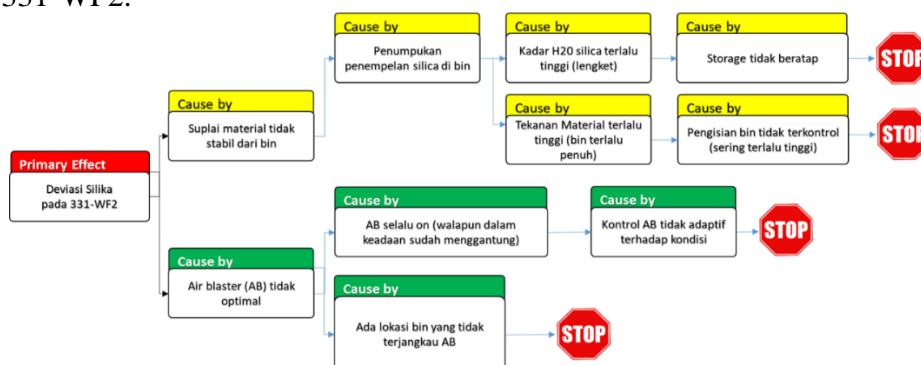 331-WF2.
Cause by
Penumpukan
penempelan silica di bin
Cause by
Kadar H20 silica terlalu
tinggi (lengket)
Cause by
Storage tidak beratap
STOP
Cause by
Suplai material tidak
stabil dari bin
Cause by
Tekanan Material terlalu
tinggi (bin terlalu
penuh)
Cause by
Pengisian bin tidak terkontrol
(sering terlalu tinggi)
STOP
Primary Effect
Deviasi Silika
pada 331-WF2
Cause by
AB selalu on (walapun dalam
keadaan sudah menggantung)
Cause by
Kontrol AB tidak adaptif
terhadap kondisi
STOP
Cause by
Air blaster (AB) tidak
optimal
Cause by
Ada lokasi bin yang tidak
terjangkau AB
STOP